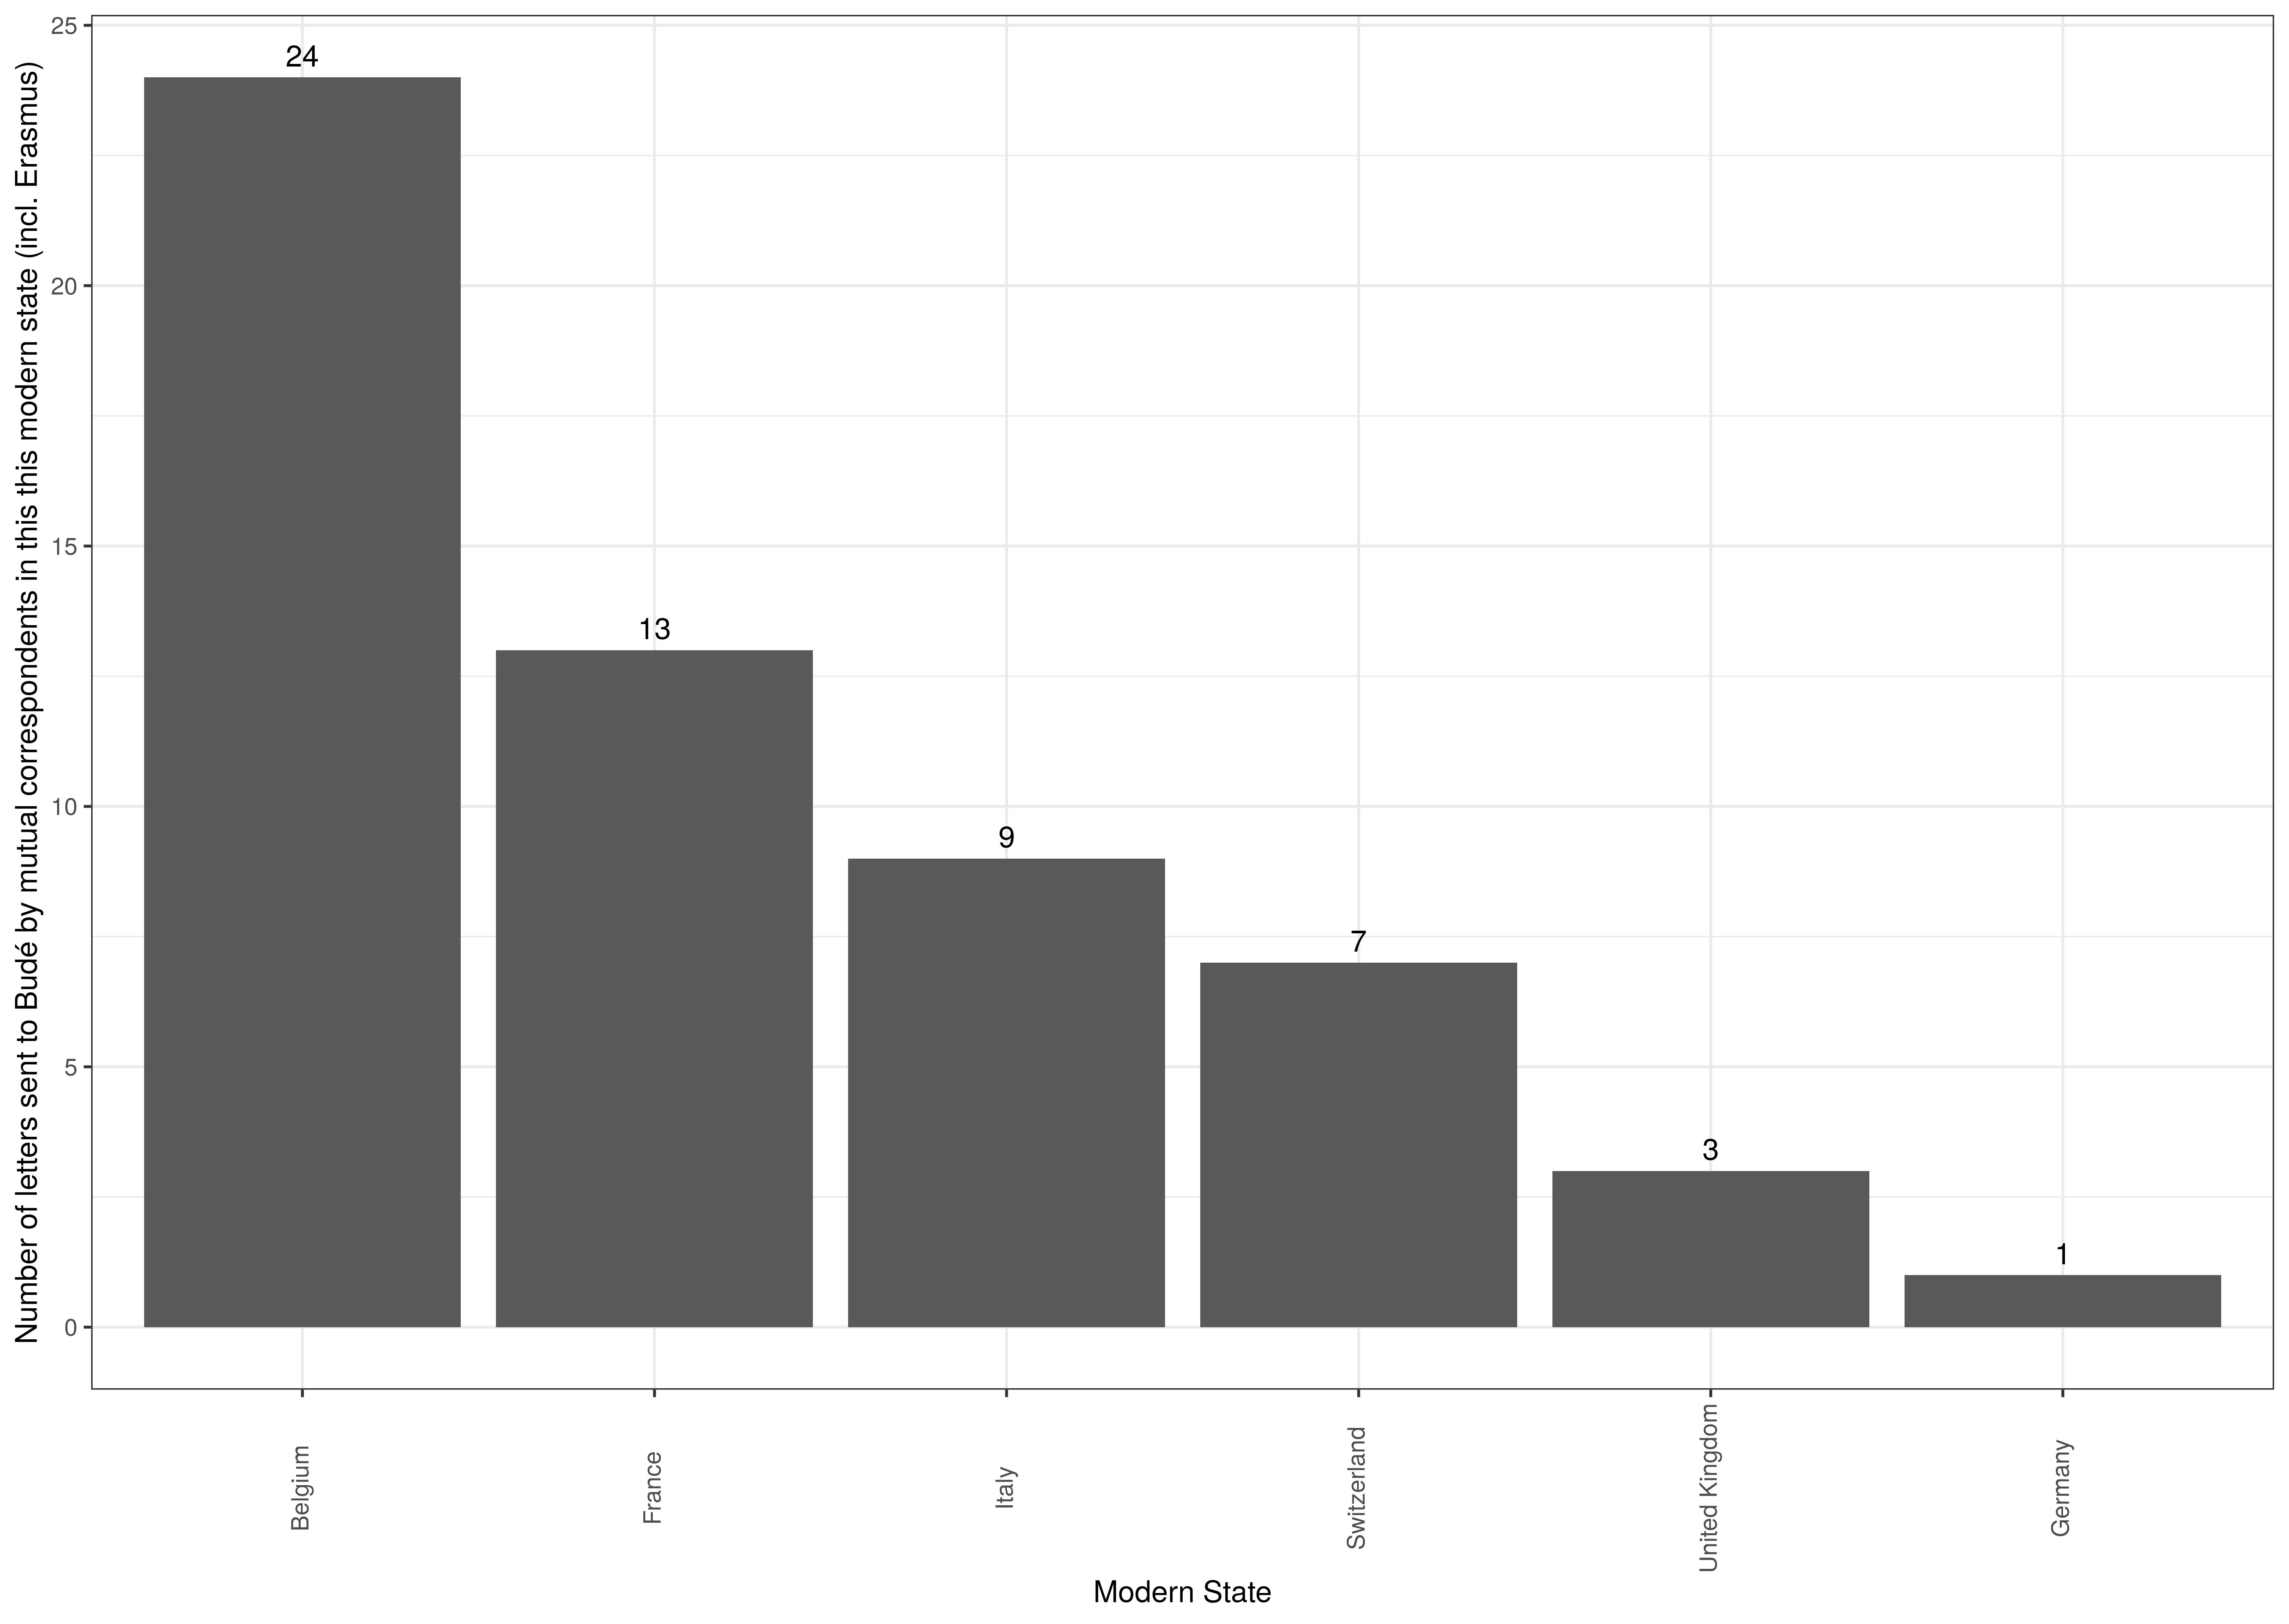 Number of letters sent to Budé by mutual correspondents in this this modern state (incl. Erasmus)
25
20
15
10
5
0
24
13
9
7
3
1
Belgium
France
Italy
Switzerland
United Kingdom
Germany
Modern State